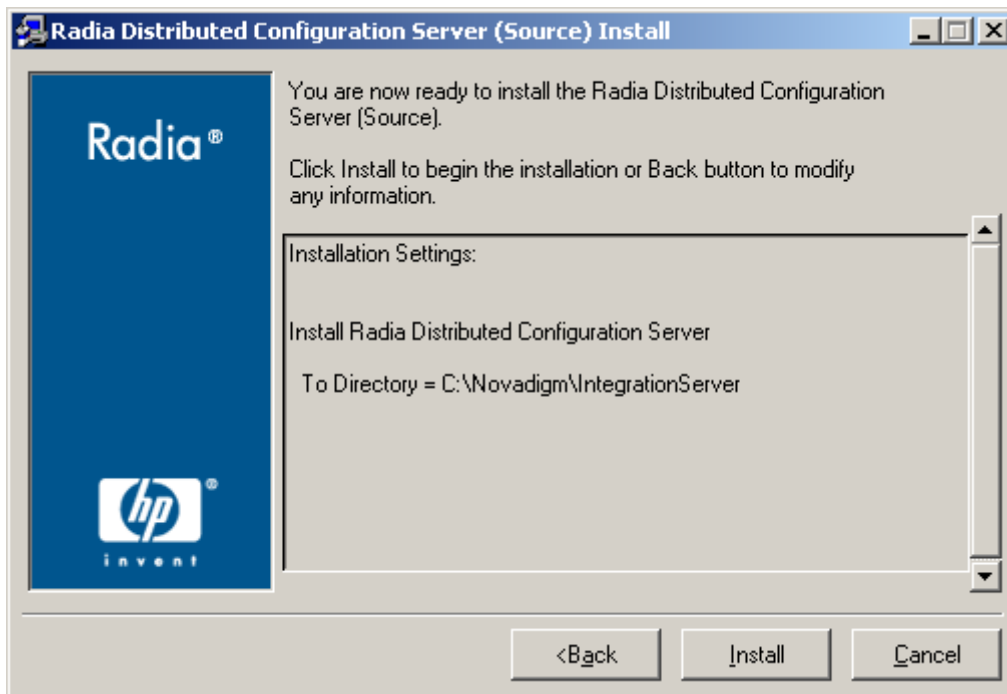 Radia Distributed Configuration Server (Source) Install
Radia®
You are now ready to install the Radia Distributed Configuration
Server (Source).
Click Install to begin the installation or Back button to modify
any information.
Installation Settings:
Install Radia Distributed Configuration Server
To Directory = C:\Novadigm\IntegrationServer
hp®
invent
<Back
Install
Cancel